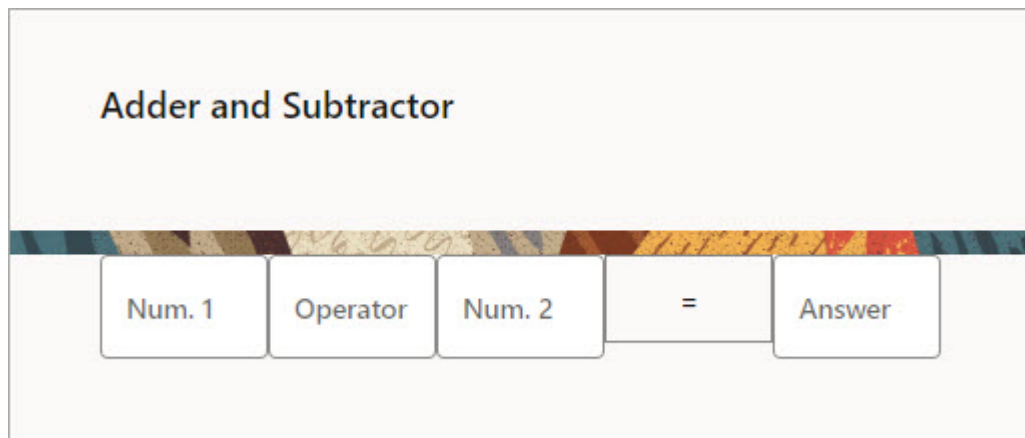 Adder and Subtractor
Num. 1 Operator Num. 2 = Answer